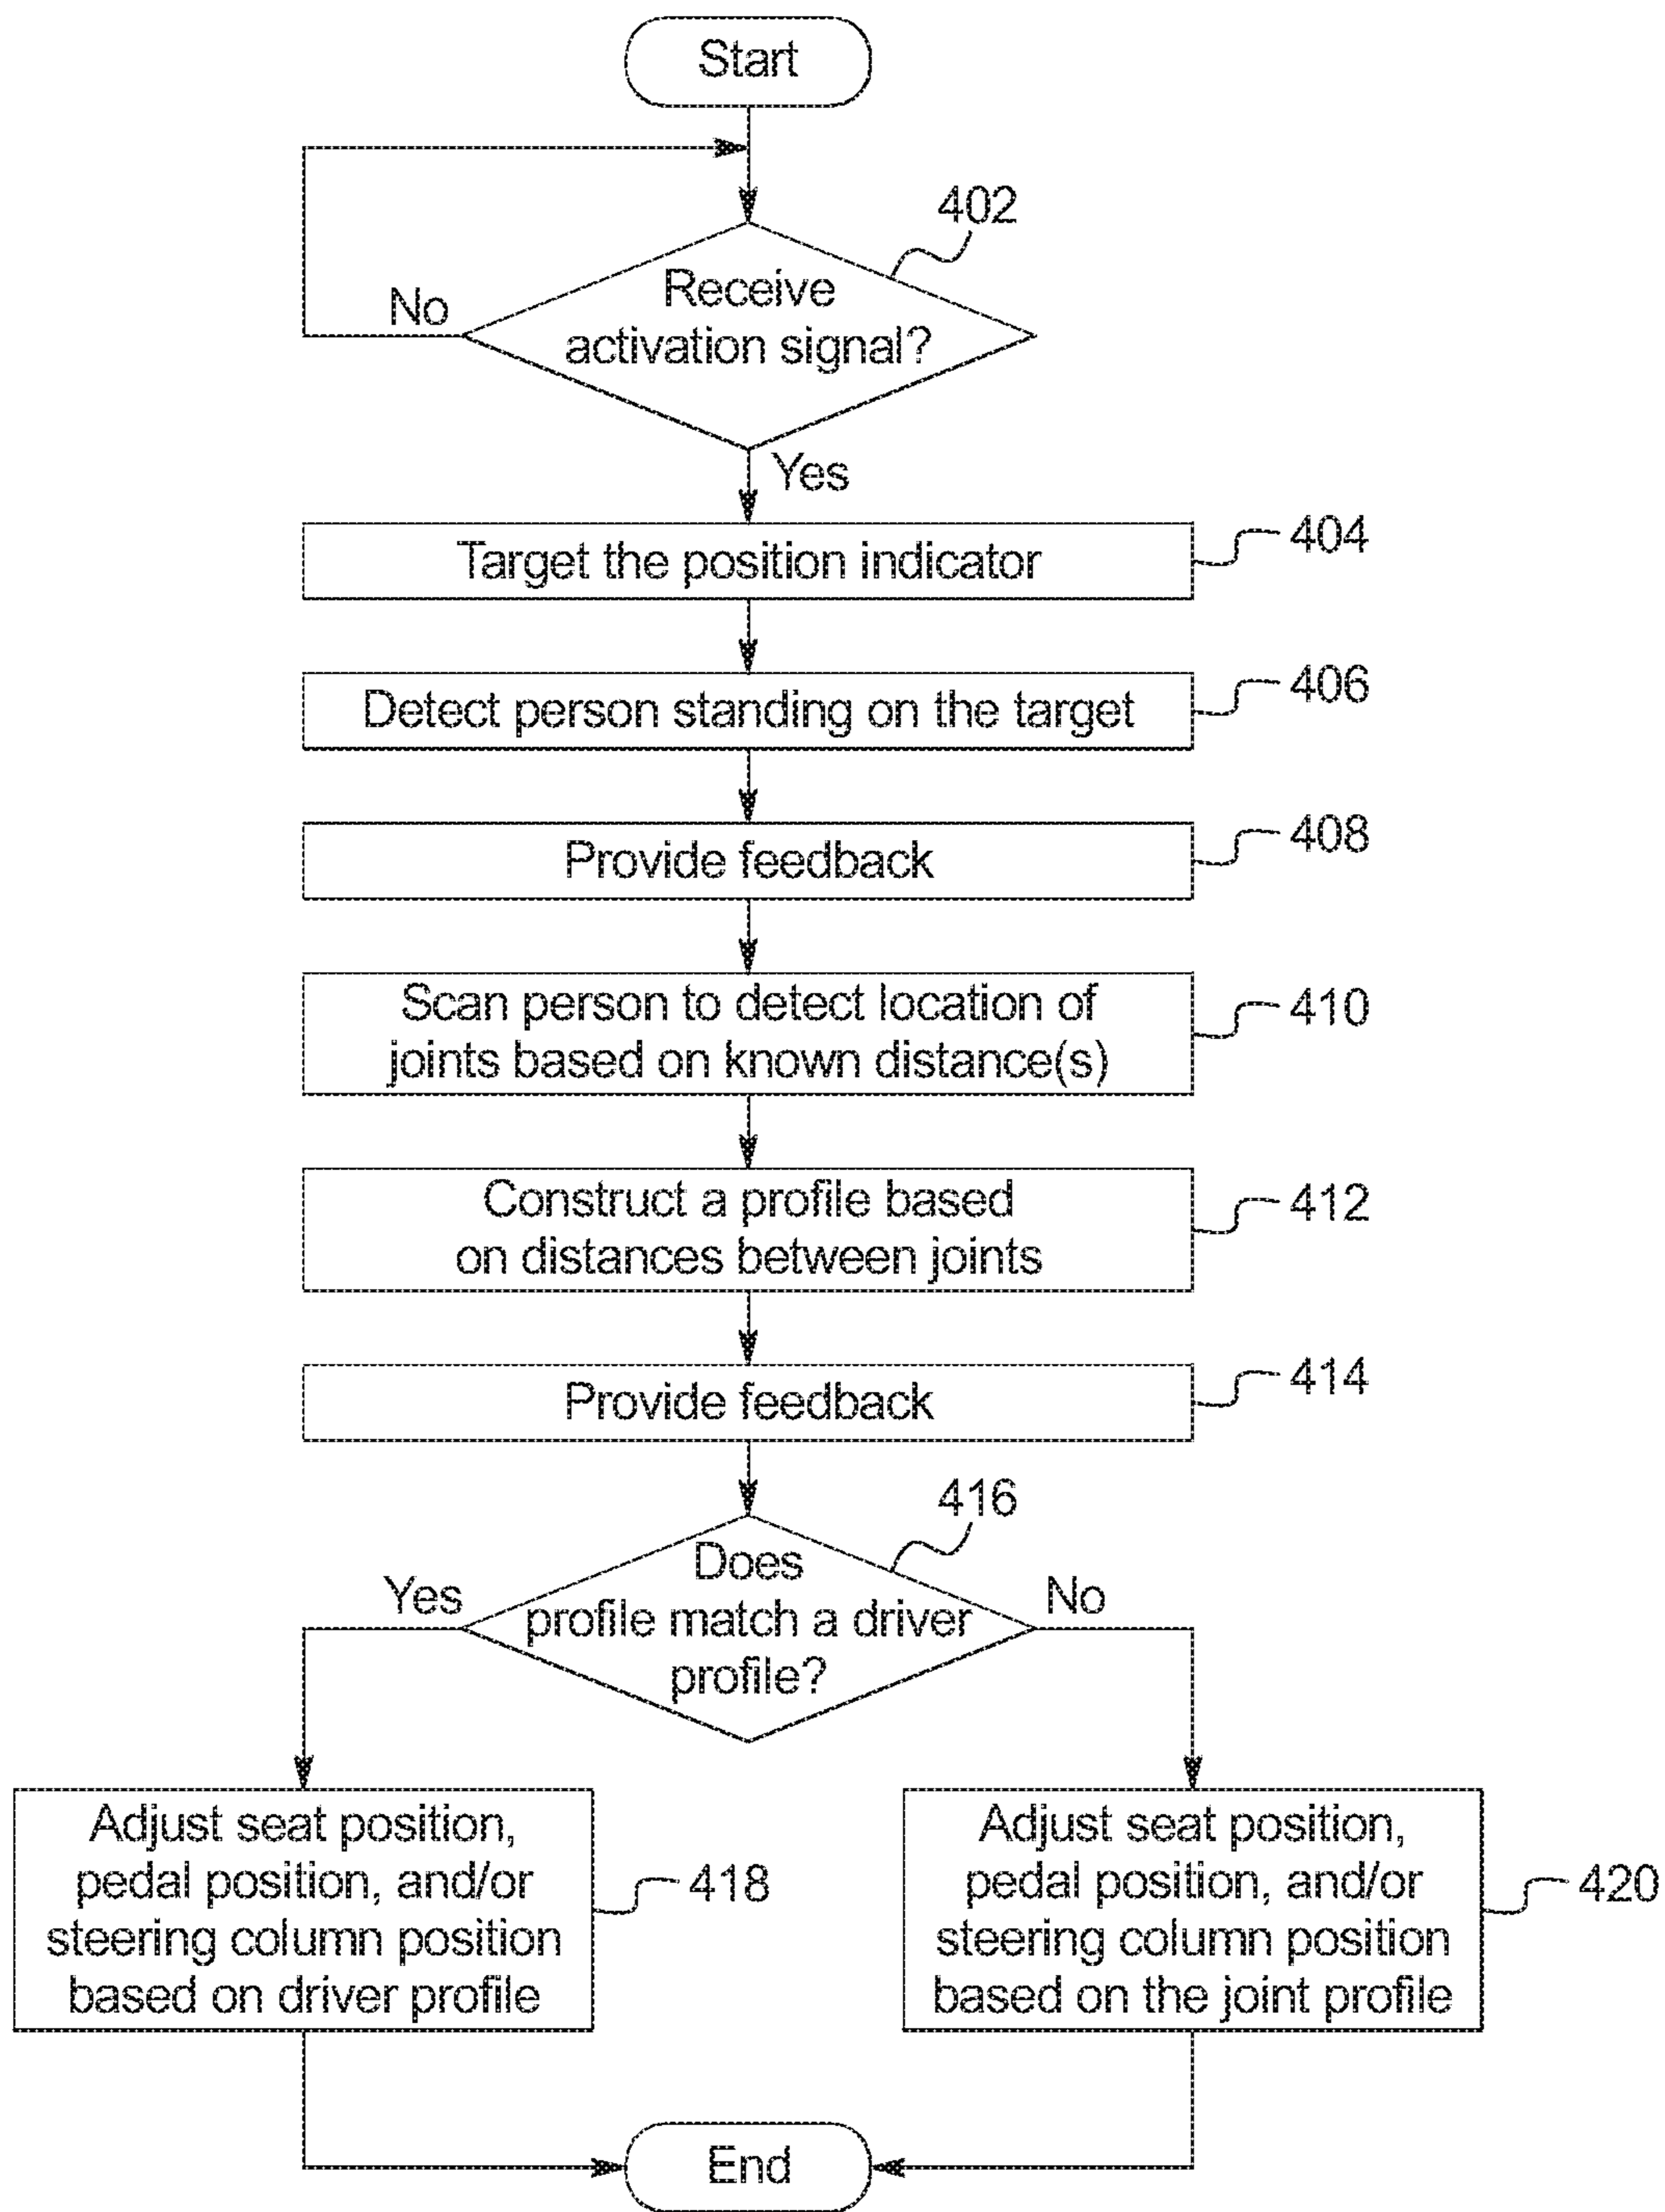 Start
402
Receive
activation signal?
No
Yes
Target the position indicator
404
Detect person standing on the target
406
Provide feedback
408
Scan person to detect location of
joints based on known distance(s)
410
Construct a profile based
on distances between joints
412
Provide feedback
414
416
Does
profile match a driver
profile?
Yes
No
Adjust seat position,
pedal position, and/or
steering column position
based on driver profile
418
Adjust seat position,
pedal position, and/or
steering column position
based on the joint profile
420
End